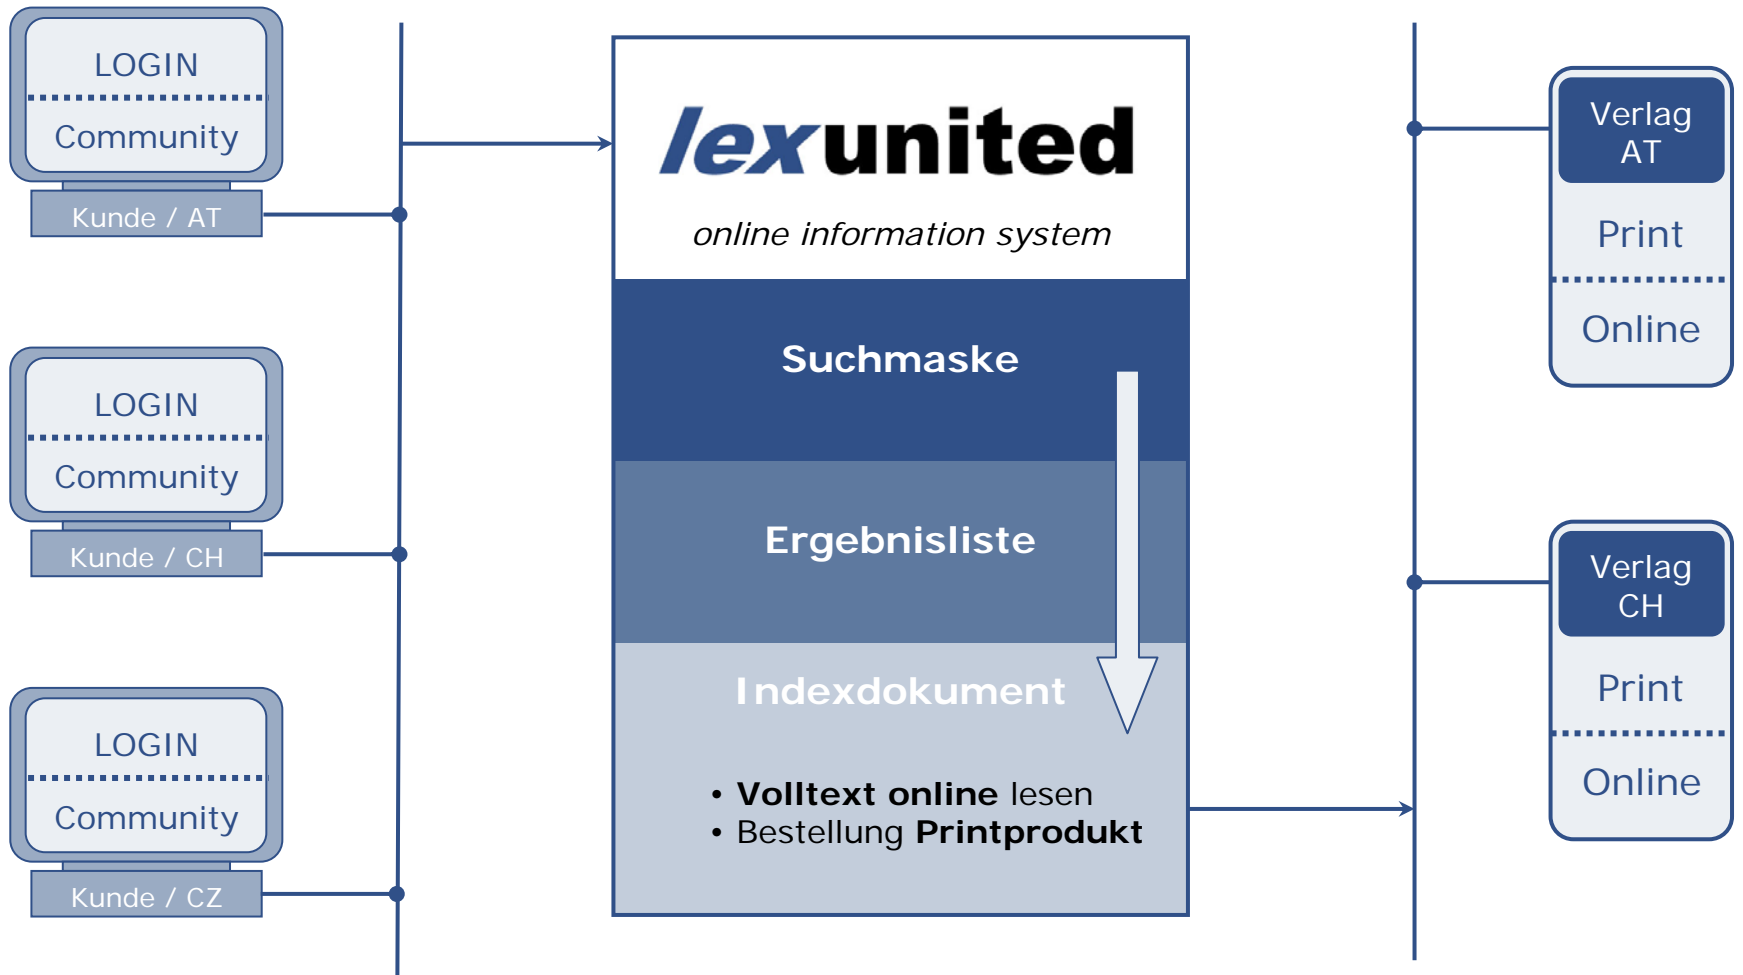 LOGIN
Community
Kunde / AT
LOGIN
Community
Kunde / CH
LOGIN
Community
Kunde / CZ
lexunited
online information system
Suchmaske
Ergebnisliste
Indexdokument
• Volltext online lesen
• Bestellung Printprodukt
Verlag
AT
Print
Online
Verlag
CH
Print
Online